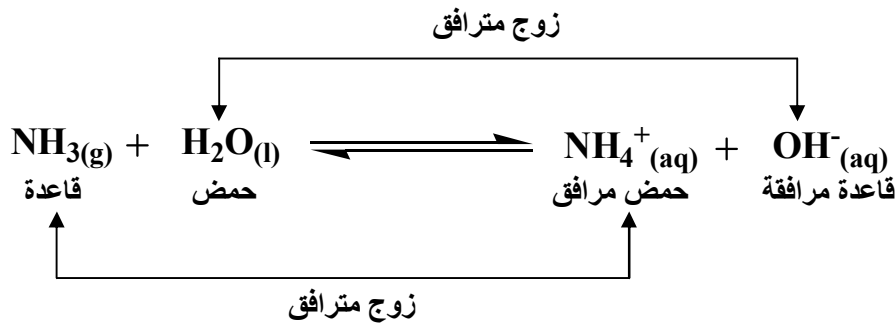 زوج مترافق
NH₃(g) + H₂O(l) ⇌ NH₄⁺(aq) + OH⁻(aq)
قاعدة حمض حمض مرافق قاعدة مرافقة
زوج مترافق